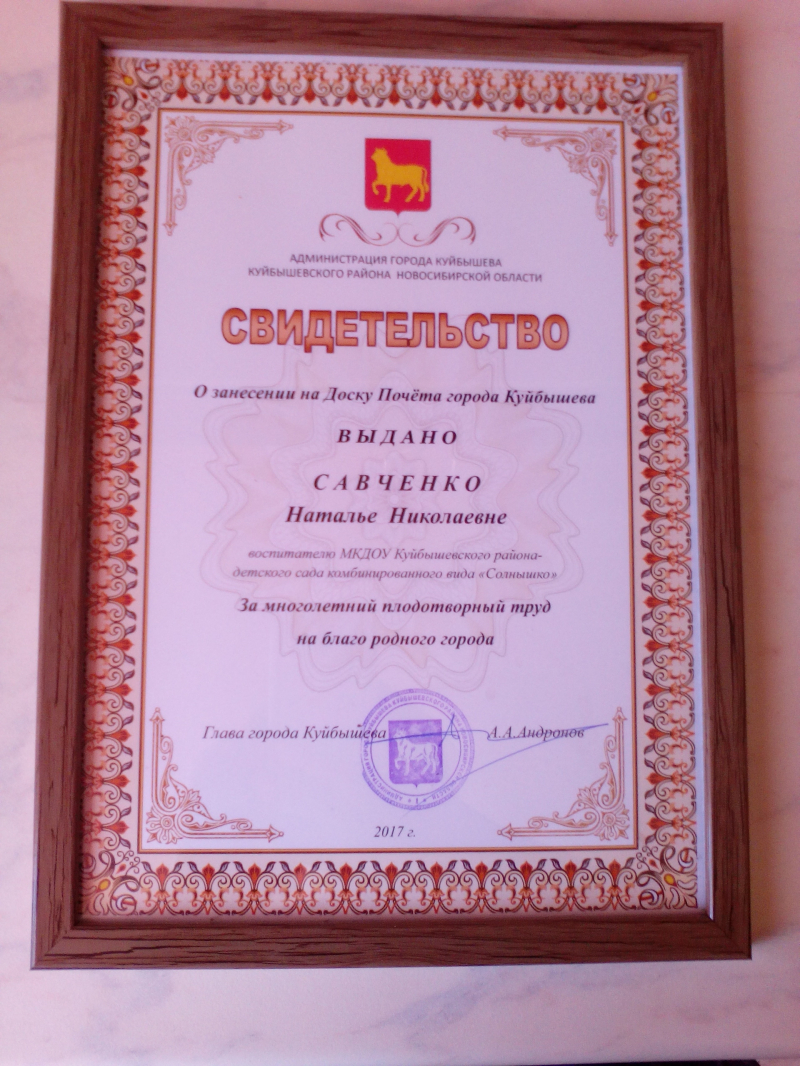 АДМИНИСТРАЦИЯ ГОРОДА КУЙБЫШЕВА
КУЙБЫШЕВСКОГО РАЙОНА НОВОСИБИРСКОЙ ОБЛАСТИ
СВИДЕТЕЛЬСТВО
О занесении на Доску Почёта города Куйбышева
ВЫДАНО
САВЧЕНКО
Наталье Николаевне
воспитателю МКДОУ Куйбышевского района-
детского сада комбинированного вида «Солнышко»
За многолетний плодотворный труд
на благо родного города
Глава города Куйбышева А.А.Андронов
2017 г.